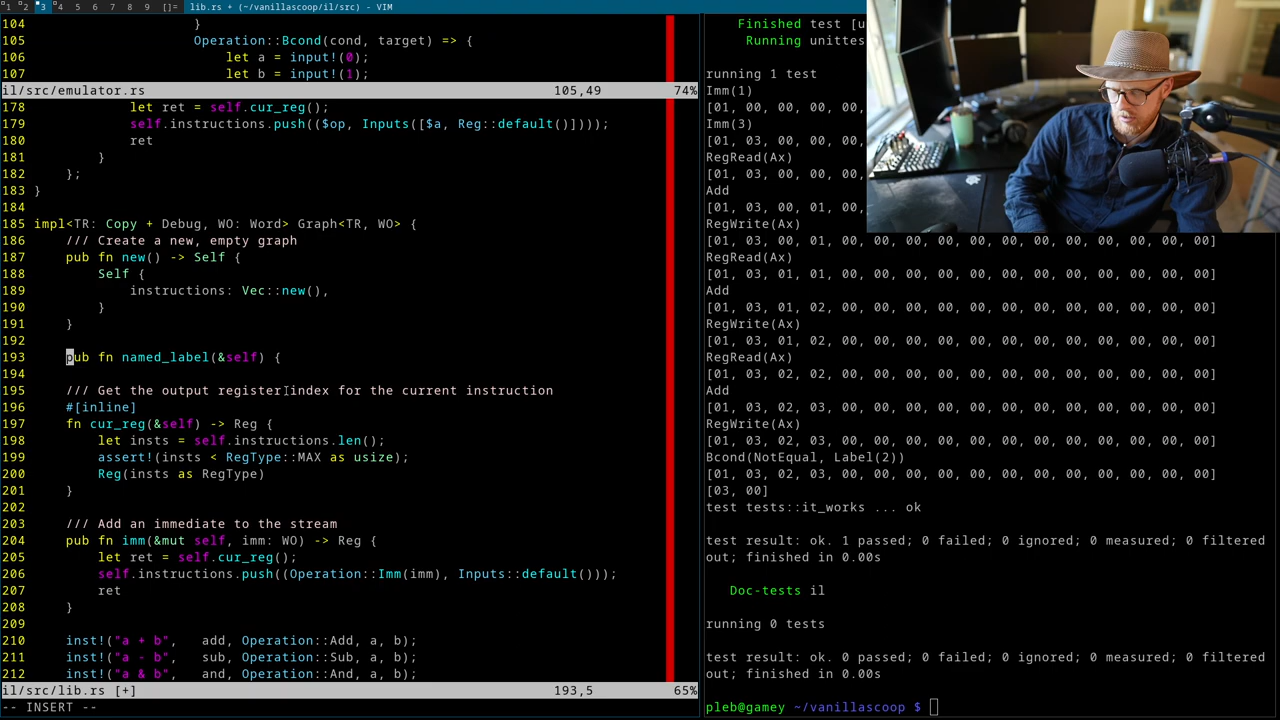 1 2 3 4 5 6 7 8 9 []= lib.rs + (~/vanillascoop/il/src) - VIM
104                     }
105                     Operation::Bcond(cond, target) => {
106                         let a = input!(0);
107                         let b = input!(1);
il/src/emulator.rs 105,49 74%
178             let ret = self.cur_reg();
179             self.instructions.push(($op, Inputs([$a, Reg::default()])));
180             ret
181         }
182     };
183 }
184
185 impl<TR: Copy + Debug, WO: Word> Graph<TR, WO> {
186     /// Create a new, empty graph
187     pub fn new() -> Self {
188         Self {
189             instructions: Vec::new(),
190         }
191     }
192
193     pub fn named_label(&self) {
194
195     /// Get the output register index for the current instruction
196     #[inline]
197     fn cur_reg(&self) -> Reg {
198         let insts = self.instructions.len();
199         assert!(insts < RegType::MAX as usize);
200         Reg(insts as RegType)
201     }
202
203     /// Add an immediate to the stream
204     pub fn imm(&mut self, imm: WO) -> Reg {
205         let ret = self.cur_reg();
206         self.instructions.push((Operation::Imm(imm), Inputs::default()));
207         ret
208     }
209
210     inst!("a + b",   add, Operation::Add, a, b);
211     inst!("a - b",   sub, Operation::Sub, a, b);
212     inst!("a & b",   and, Operation::And, a, b);
il/src/lib.rs [+] 193,5 65%
-- INSERT --
Finished test [u
Running unittes
running 1 test
Imm(1)
[01, 00, 00, 00, 00,
Imm(3)
[01, 03, 00, 00, 00,
RegRead(Ax)
[01, 03, 00, 00, 00,
Add
[01, 03, 00, 01, 00,
RegWrite(Ax)
[01, 03, 00, 01, 00, 00, 00, 00, 00, 00, 00, 00, 00, 00, 00, 00]
RegRead(Ax)
[01, 03, 01, 01, 00, 00, 00, 00, 00, 00, 00, 00, 00, 00, 00, 00]
Add
[01, 03, 01, 02, 00, 00, 00, 00, 00, 00, 00, 00, 00, 00, 00, 00]
RegWrite(Ax)
[01, 03, 01, 02, 00, 00, 00, 00, 00, 00, 00, 00, 00, 00, 00, 00]
RegRead(Ax)
[01, 03, 02, 02, 00, 00, 00, 00, 00, 00, 00, 00, 00, 00, 00, 00]
Add
[01, 03, 02, 03, 00, 00, 00, 00, 00, 00, 00, 00, 00, 00, 00, 00]
RegWrite(Ax)
[01, 03, 02, 03, 00, 00, 00, 00, 00, 00, 00, 00, 00, 00, 00, 00]
Bcond(NotEqual, Label(2))
[01, 03, 02, 03, 00, 00, 00, 00, 00, 00, 00, 00, 00, 00, 00, 00]
[03, 00]
test tests::it_works ... ok
test result: ok. 1 passed; 0 failed; 0 ignored; 0 measured; 0 filtered
out; finished in 0.00s
Doc-tests il
running 0 tests
test result: ok. 0 passed; 0 failed; 0 ignored; 0 measured; 0 filtered
out; finished in 0.00s
pleb@gamey ~/vanillascoop $